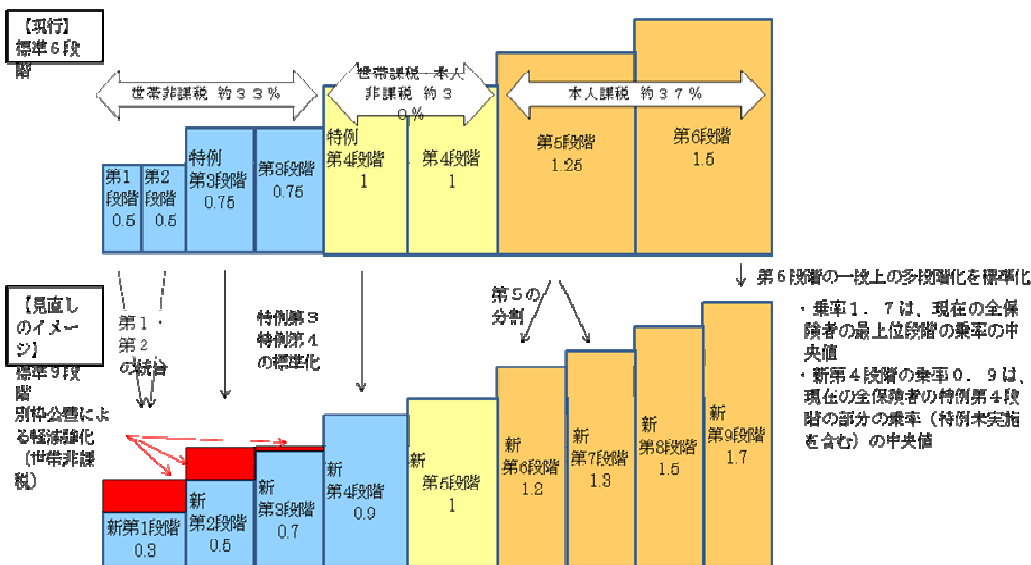 【現行】
標準６段
階
世帯非課税 約３３％
世帯課税 本人
非課税 約３
０％
本人課税 約３７％
第1
段階
0.5
第2
段階
0.5
特例
第3段階
0.75
第3段階
0.75
特例
第4段階
1
第4段階
1
第5段階
1.25
第6段階
1.5
第６段階の一段上の多段階化を標準化
【見直し
のイメー
ジ】
標準９段
階
第１・
第２
の統合
特例第３
特例第４
の標準化
第５の
分割
・乗率１．７は、現在の全保
険者の最上位段階の乗率の中
央値
・新第４段階の乗率０．９は、
現在の全保険者の特例第４段
階の部分の乗率（特例未実施
を含む）の中央値
別枠公費によ
る軽減強化
（世帯非課
税）
新第1段階
0.3
新
第2段階
0.5
新
第3段階
0.7
新
第4段階
0.9
新
第5段階
1
新
第6段階
1.2
新
第7段階
1.3
新
第8段階
1.5
新
第9段階
1.7